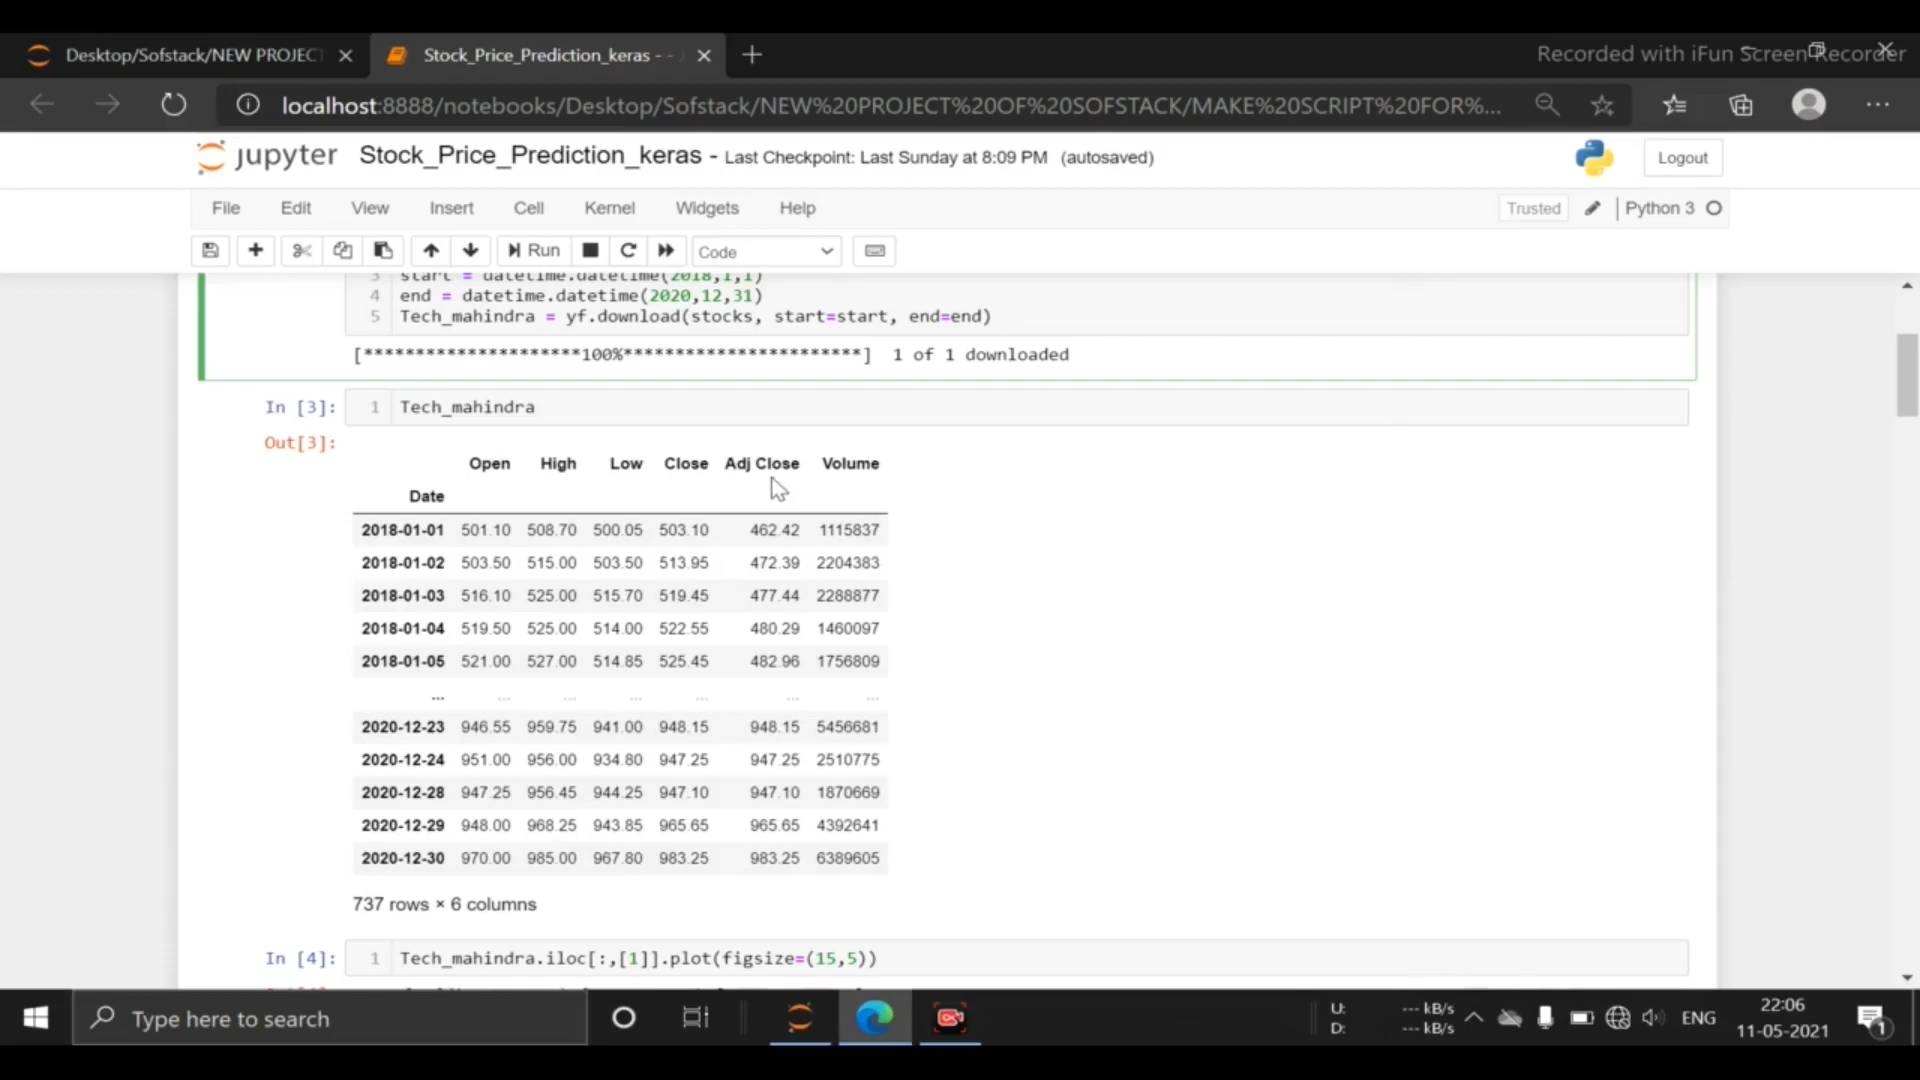 Desktop/Sofstack/NEW PROJECT
Stock_Price_Prediction_keras - -
Recorded with iFun Screen Recorder
localhost:8888/notebooks/Desktop/Sofstack/NEW%20PROJECT%20OF%20SOFSTACK/MAKE%20SCRIPT%20FOR%...
jupyter Stock_Price_Prediction_keras - Last Checkpoint: Last Sunday at 8:09 PM (autosaved)
Logout
File Edit View Insert Cell Kernel Widgets Help
Trusted
Python 3
Run
Code
3 start = datetime.datetime(2018,1,1)
4 end = datetime.datetime(2020,12,31)
5 Tech_mahindra = yf.download(stocks, start=start, end=end)
[*********************100%***********************] 1 of 1 downloaded
In [3]: 1 Tech_mahindra
Out[3]:
Open High Low Close Adj Close Volume
Date
2018-01-01 501.10 508.70 500.05 503.10 462.42 1115837
2018-01-02 503.50 515.00 503.50 513.95 472.39 2204383
2018-01-03 516.10 525.00 515.70 519.45 477.44 2288877
2018-01-04 519.50 525.00 514.00 522.55 480.29 1460097
2018-01-05 521.00 527.00 514.85 525.45 482.96 1756809
... ... ... ... ... ... ...
2020-12-23 946.55 959.75 941.00 948.15 948.15 5456681
2020-12-24 951.00 956.00 934.80 947.25 947.25 2510775
2020-12-28 947.25 956.45 944.25 947.10 947.10 1870669
2020-12-29 948.00 968.25 943.85 965.65 965.65 4392641
2020-12-30 970.00 985.00 967.80 983.25 983.25 6389605
737 rows × 6 columns
In [4]: 1 Tech_mahindra.iloc[:,[1]].plot(figsize=(15,5))
Type here to search
U: --- kB/s
D: --- kB/s
ENG
22:06
11-05-2021
1